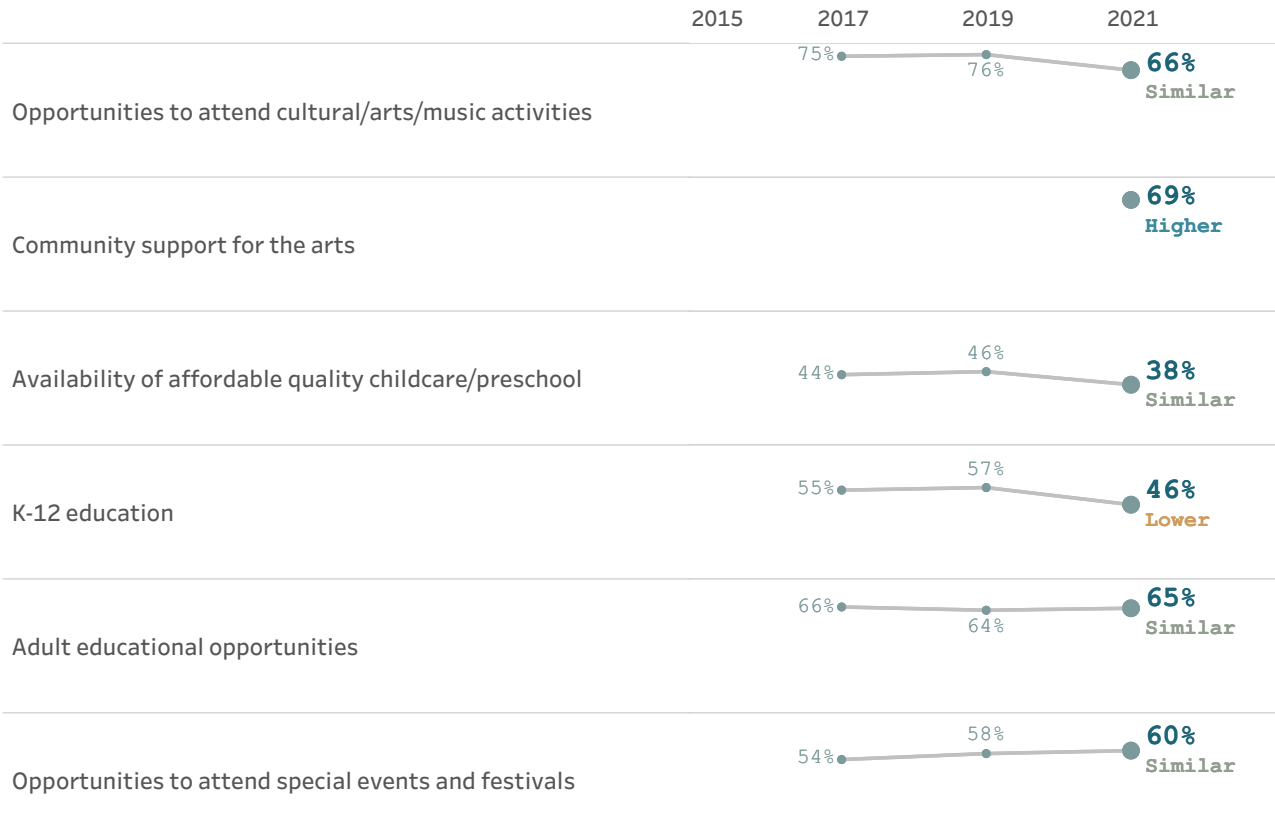 2015 2017 2019 2021
Opportunities to attend cultural/arts/music activities
75%
76%
66%
Similar
Community support for the arts
69%
Higher
Availability of affordable quality childcare/preschool
44%
46%
38%
Similar
K-12 education
55%
57%
46%
Lower
Adult educational opportunities
66%
64%
65%
Similar
Opportunities to attend special events and festivals
54%
58%
60%
Similar